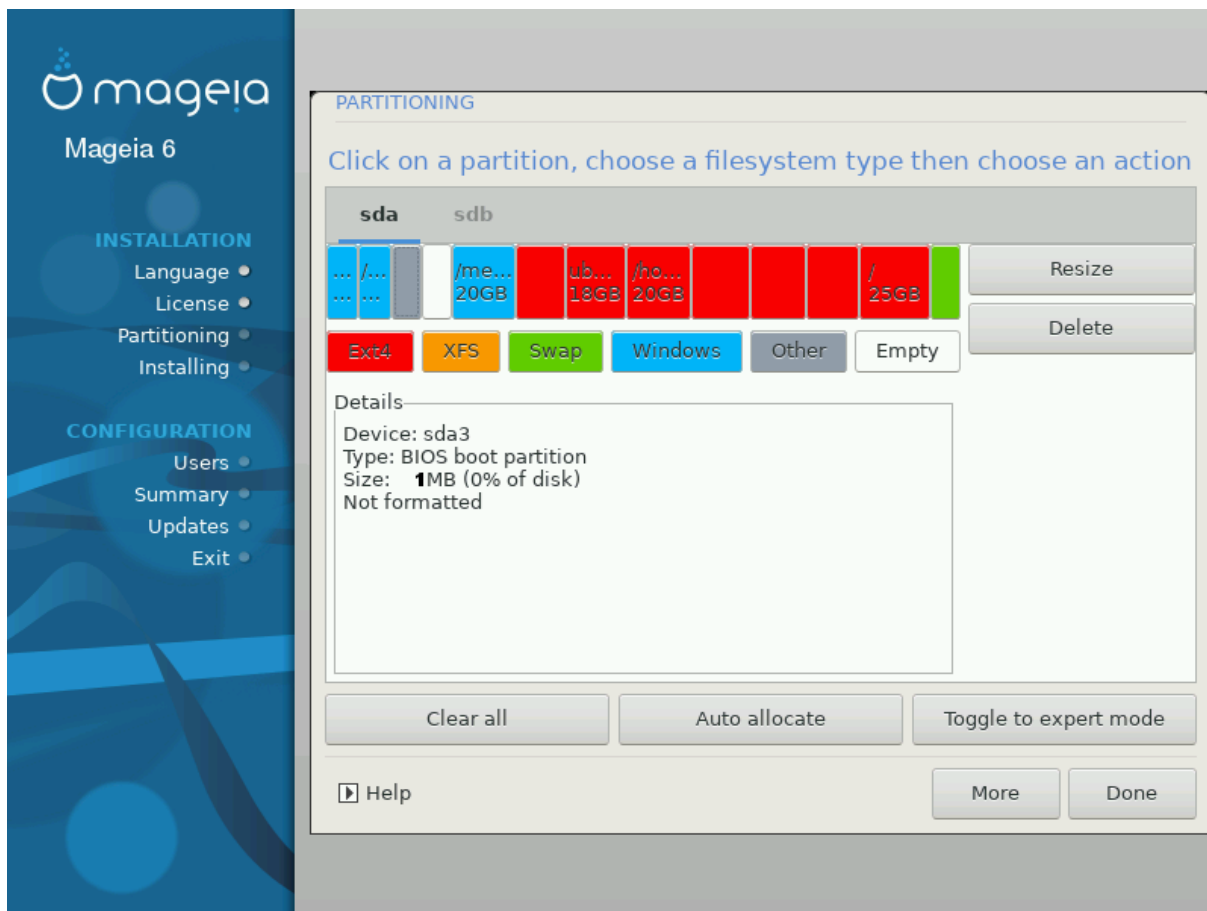 mageia
Mageia 6
INSTALLATION
Language
License
Partitioning
Installing
CONFIGURATION
Users
Summary
Updates
Exit
PARTITIONING
Click on a partition, choose a filesystem type then choose an action
sda sdb
... /... /me... ub... /ho... /
... ... 20GB 18GB 20GB 25GB
Resize
Delete
Ext4 XFS Swap Windows Other Empty
Details
Device: sda3
Type: BIOS boot partition
Size: 1MB (0% of disk)
Not formatted
Clear all Auto allocate Toggle to expert mode
Help More Done